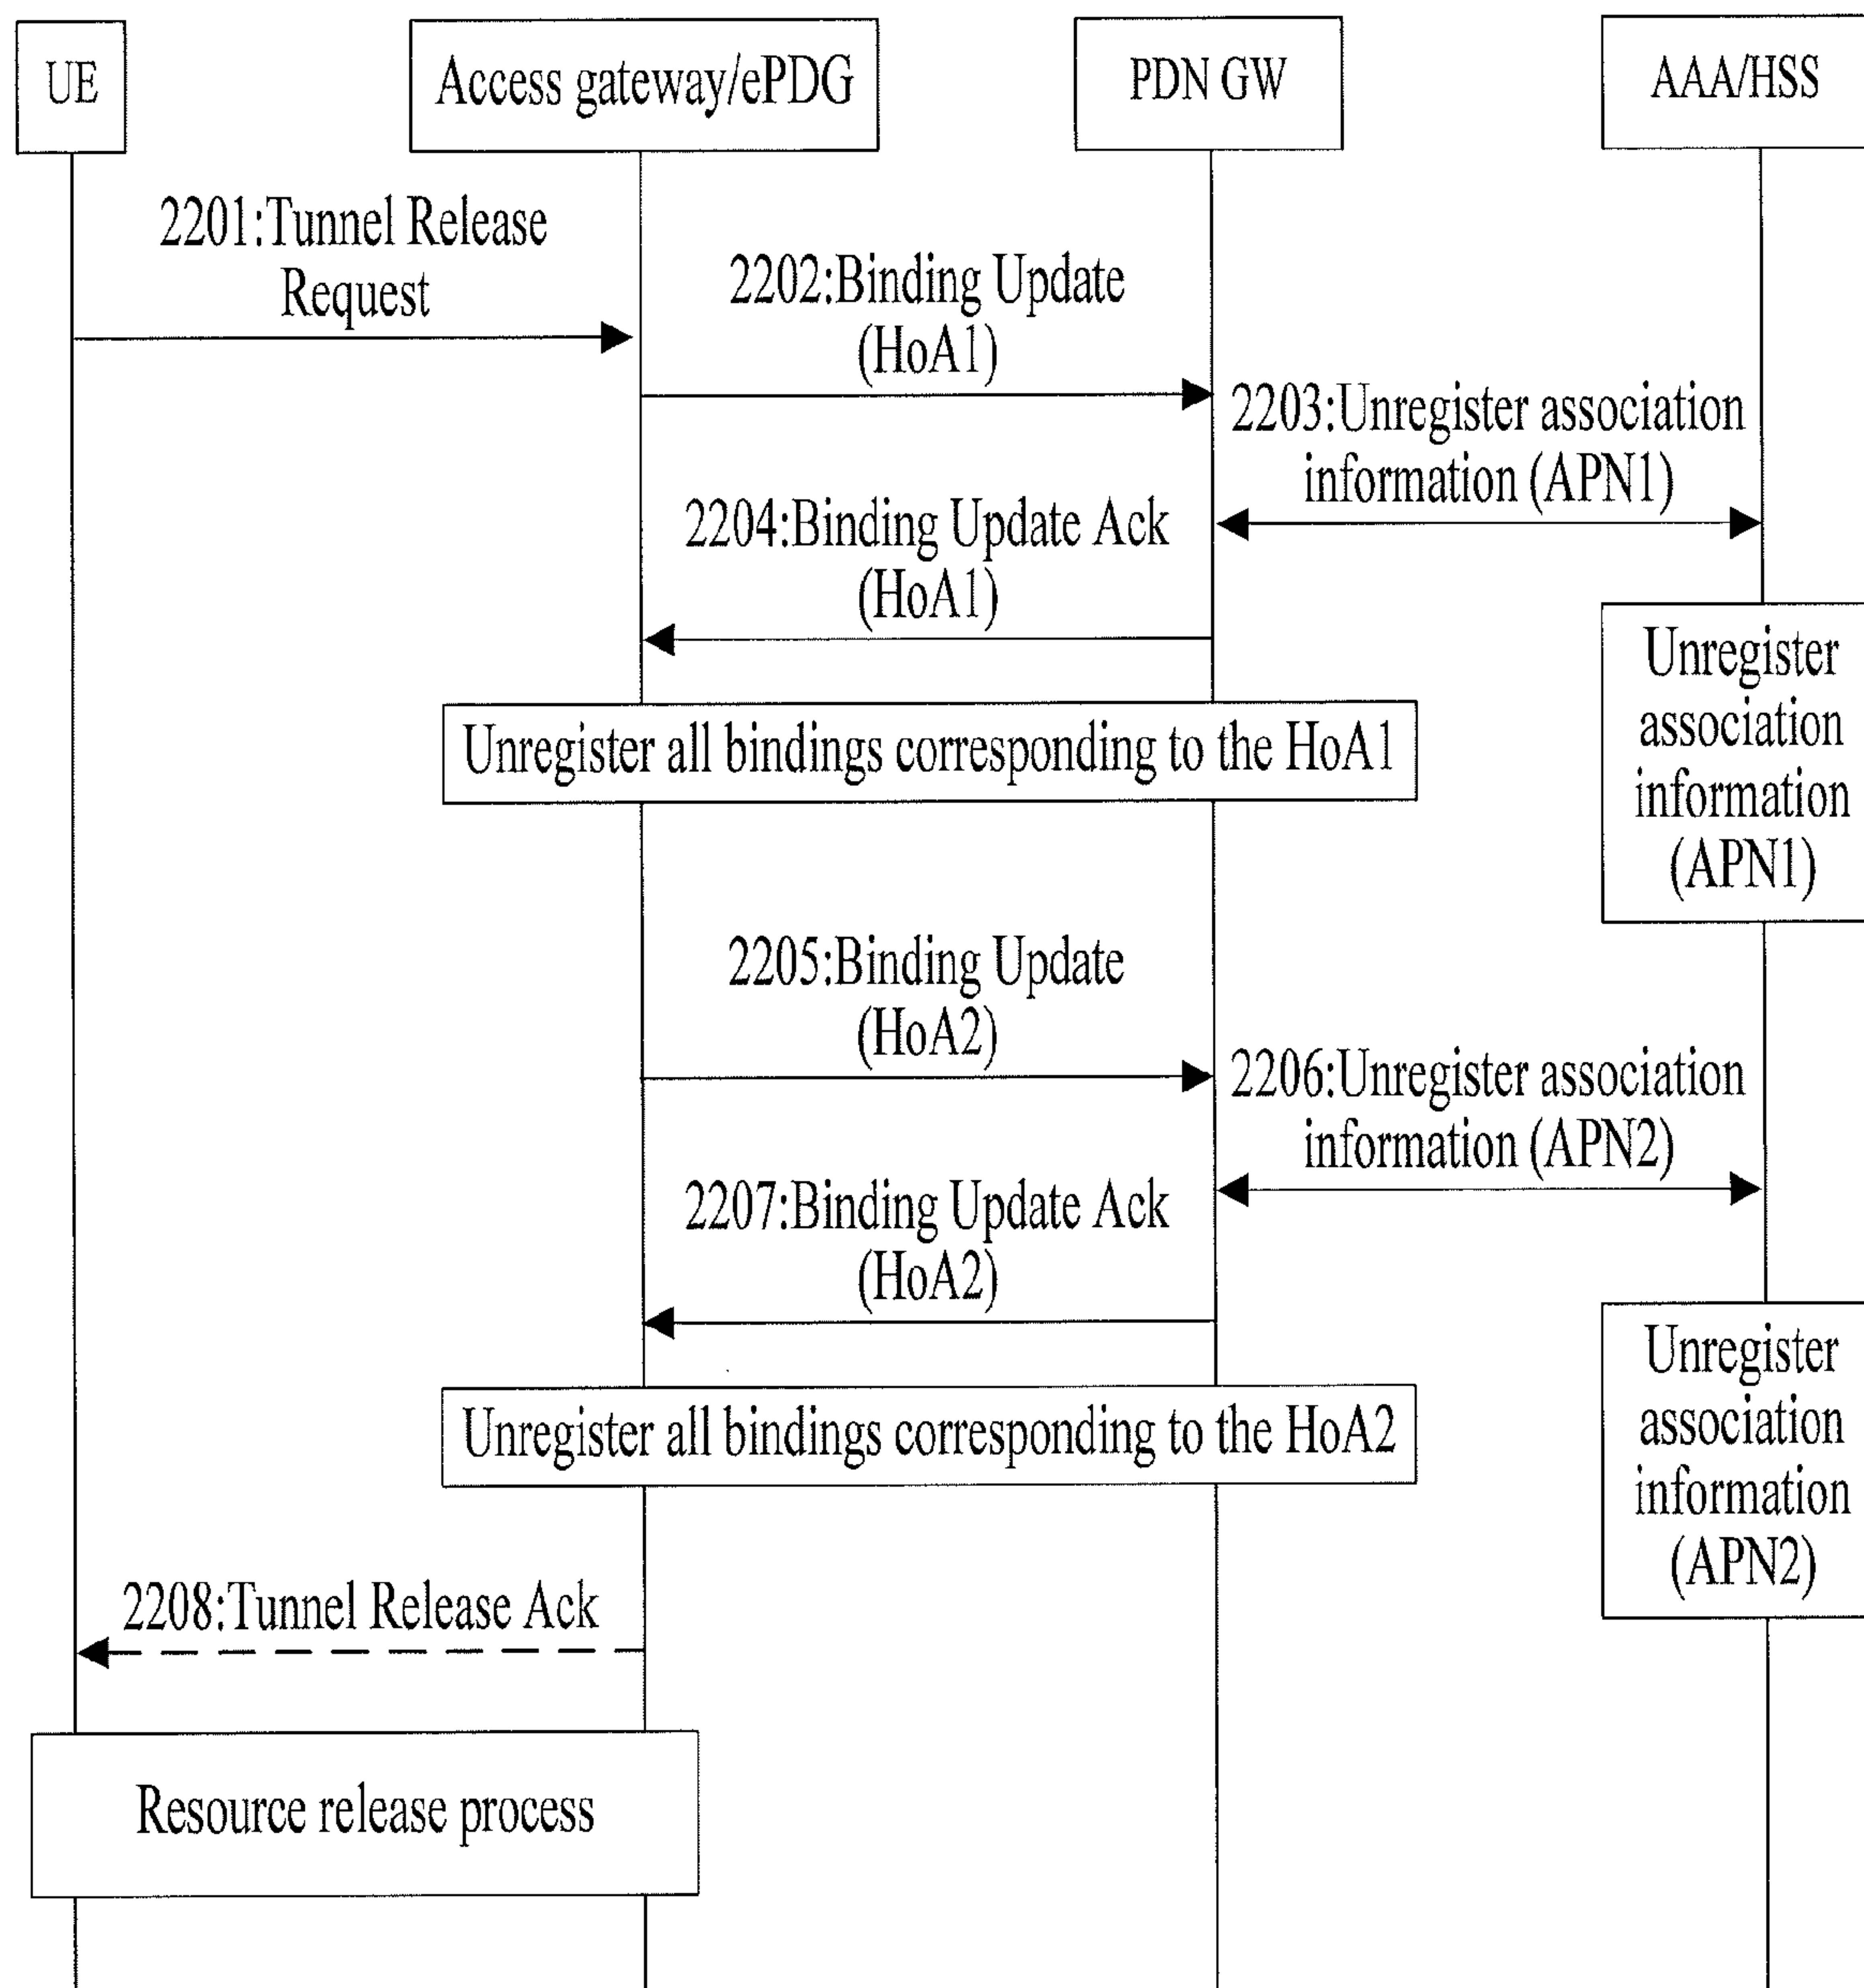 UE
Access gateway/ePDG
PDN GW
AAA/HSS
2201:Tunnel Release
Request
2202:Binding Update
(HoA1)
2203:Unregister association
information (APN1)
2204:Binding Update Ack
(HoA1)
Unregister
association
information
(APN1)
Unregister all bindings corresponding to the HoA1
2205:Binding Update
(HoA2)
2206:Unregister association
information (APN2)
2207:Binding Update Ack
(HoA2)
Unregister
association
information
(APN2)
Unregister all bindings corresponding to the HoA2
2208:Tunnel Release Ack
Resource release process